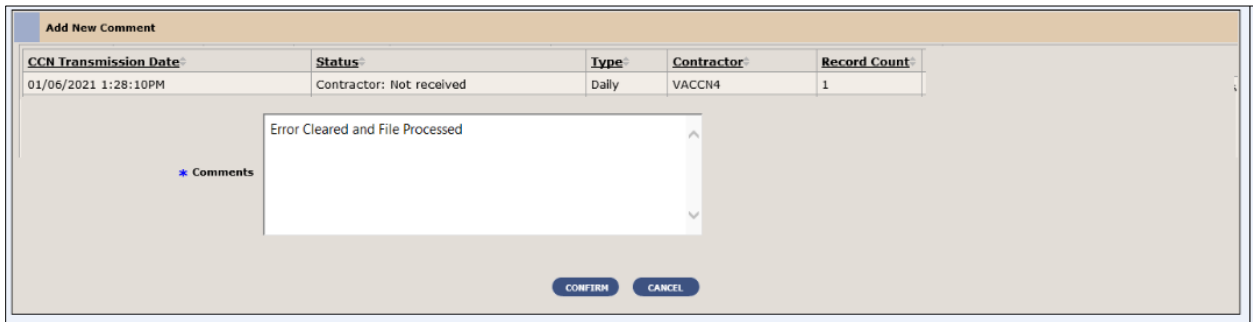 Add New Comment
CCN Transmission Date Status Type Contractor Record Count
01/06/2021 1:28:10PM Contractor: Not received Daily VACCN4 1
Error Cleared and File Processed
* Comments
CONFIRM CANCEL